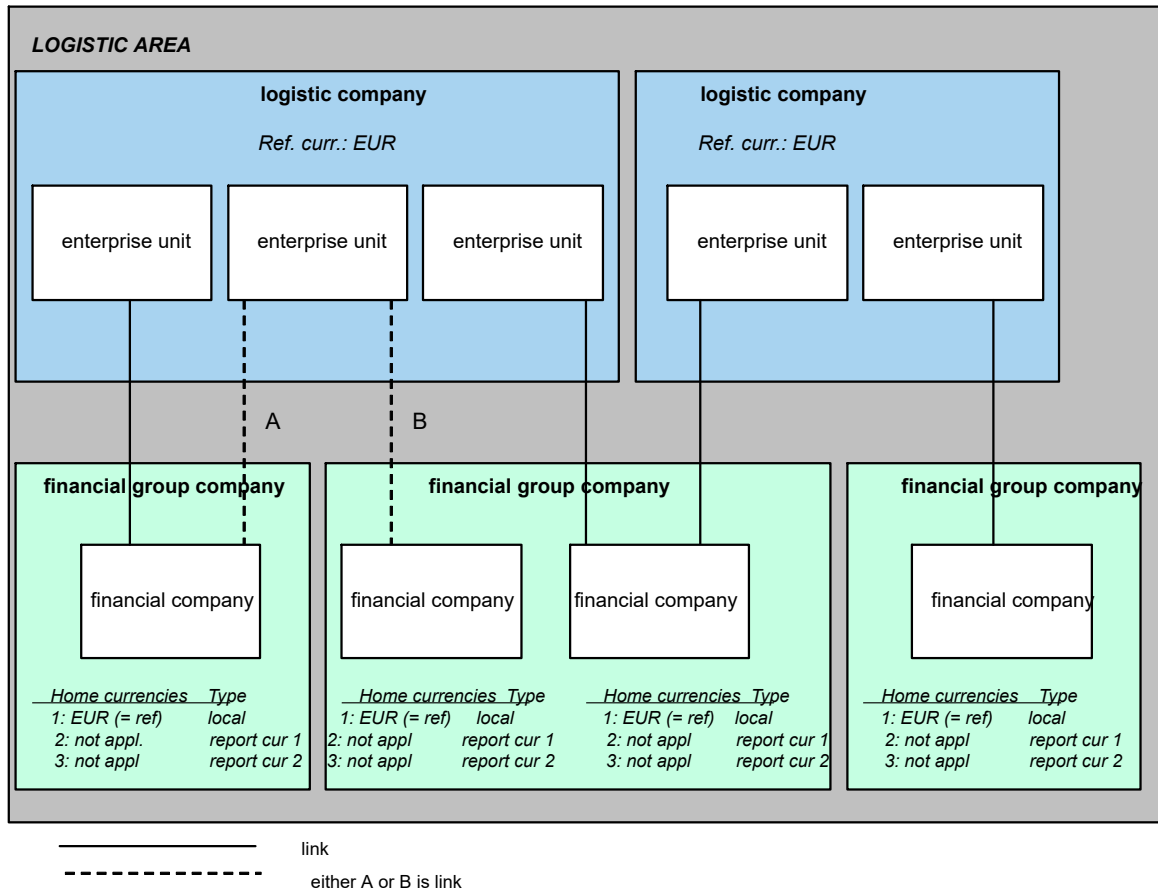 LOGISTIC AREA
logistic company
Ref. curr.: EUR
enterprise unit
enterprise unit
enterprise unit
logistic company
Ref. curr.: EUR
enterprise unit
enterprise unit
A
B
financial group company
financial company
Home currencies Type
1: EUR (= ref) local
2: not appl. report cur 1
3: not appl report cur 2
financial group company
financial company
financial company
Home currencies Type
1: EUR (= ref) local
2: not appl report cur 1
3: not appl report cur 2
Home currencies Type
1: EUR (= ref) local
2: not appl report cur 1
3: not appl report cur 2
financial group company
financial company
Home currencies Type
1: EUR (= ref) local
2: not appl report cur 1
3: not appl report cur 2
link
either A or B is link